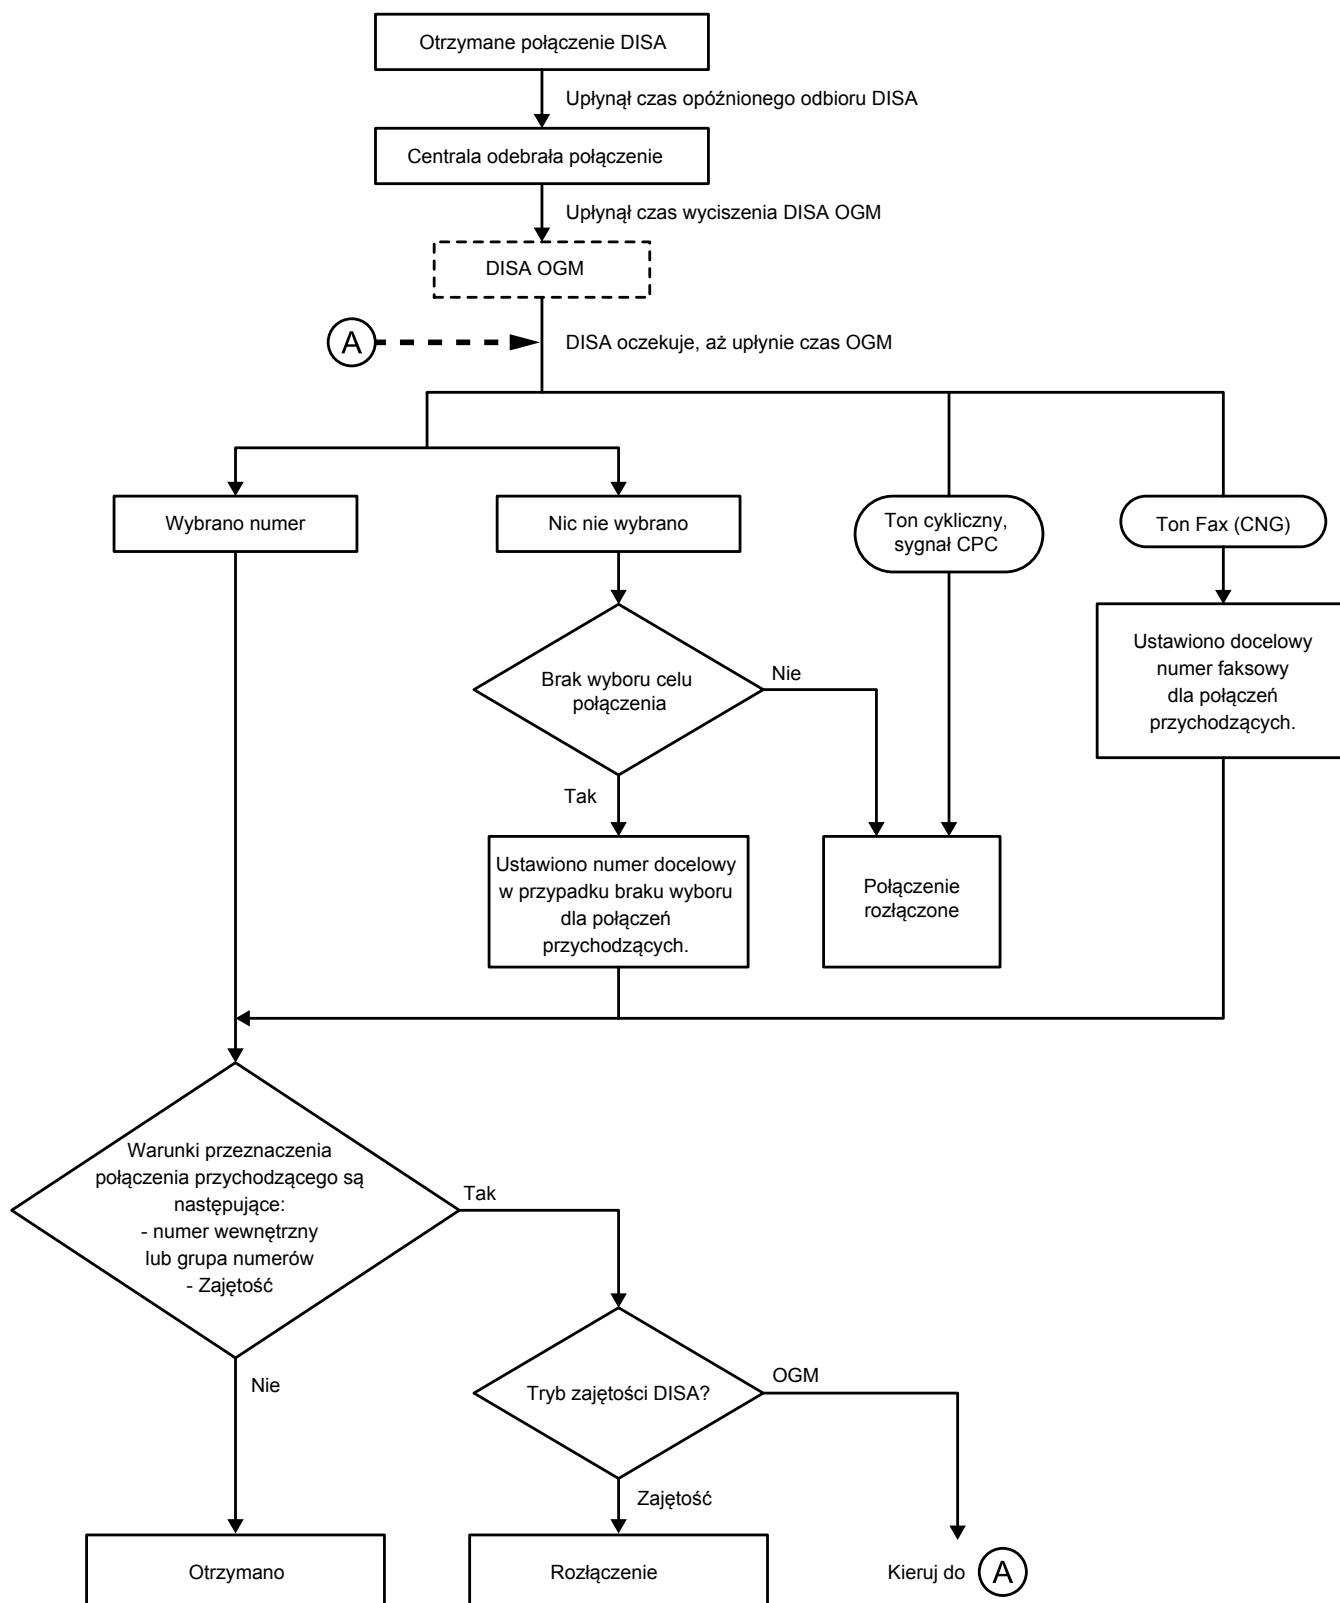 Otrzymane połączenie DISA
Upłynął czas opóźnionego odbioru DISA
Centrala odebrała połączenie
Upłynął czas wyciszenia DISA OGM
DISA OGM
A
DISA oczekuje, aż upłynie czas OGM
Wybrano numer
Nic nie wybrano
Ton cykliczny,
sygnał CPC
Ton Fax (CNG)
Brak wyboru celu
połączenia
Nie
Tak
Ustawiono docelowy
numer faksowy
dla połączeń
przychodzących.
Ustawiono numer docelowy
w przypadku braku wyboru
dla połączeń
przychodzących.
Połączenie
rozłączone
Warunki przeznaczenia
połączenia przychodzącego są
następujące:
- numer wewnętrzny
lub grupa numerów
- Zajętość
Tak
Nie
Tryb zajętości DISA?
OGM
Zajętość
Otrzymano
Rozłączenie
Kieruj do A